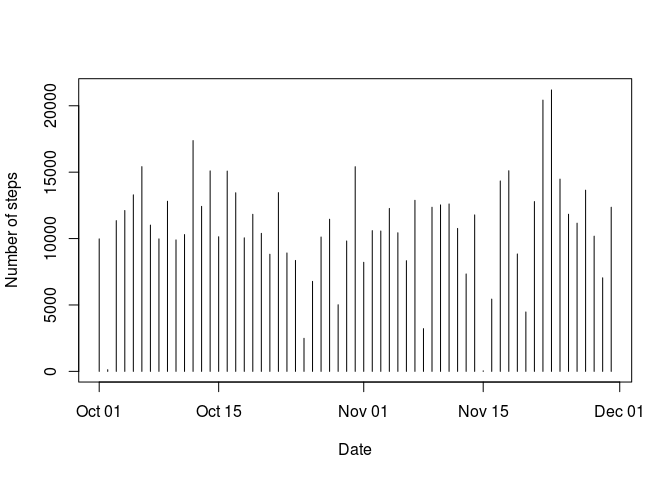 20000
15000
10000
5000
0
Number of steps
Oct 01
Oct 15
Nov 01
Nov 15
Dec 01
Date